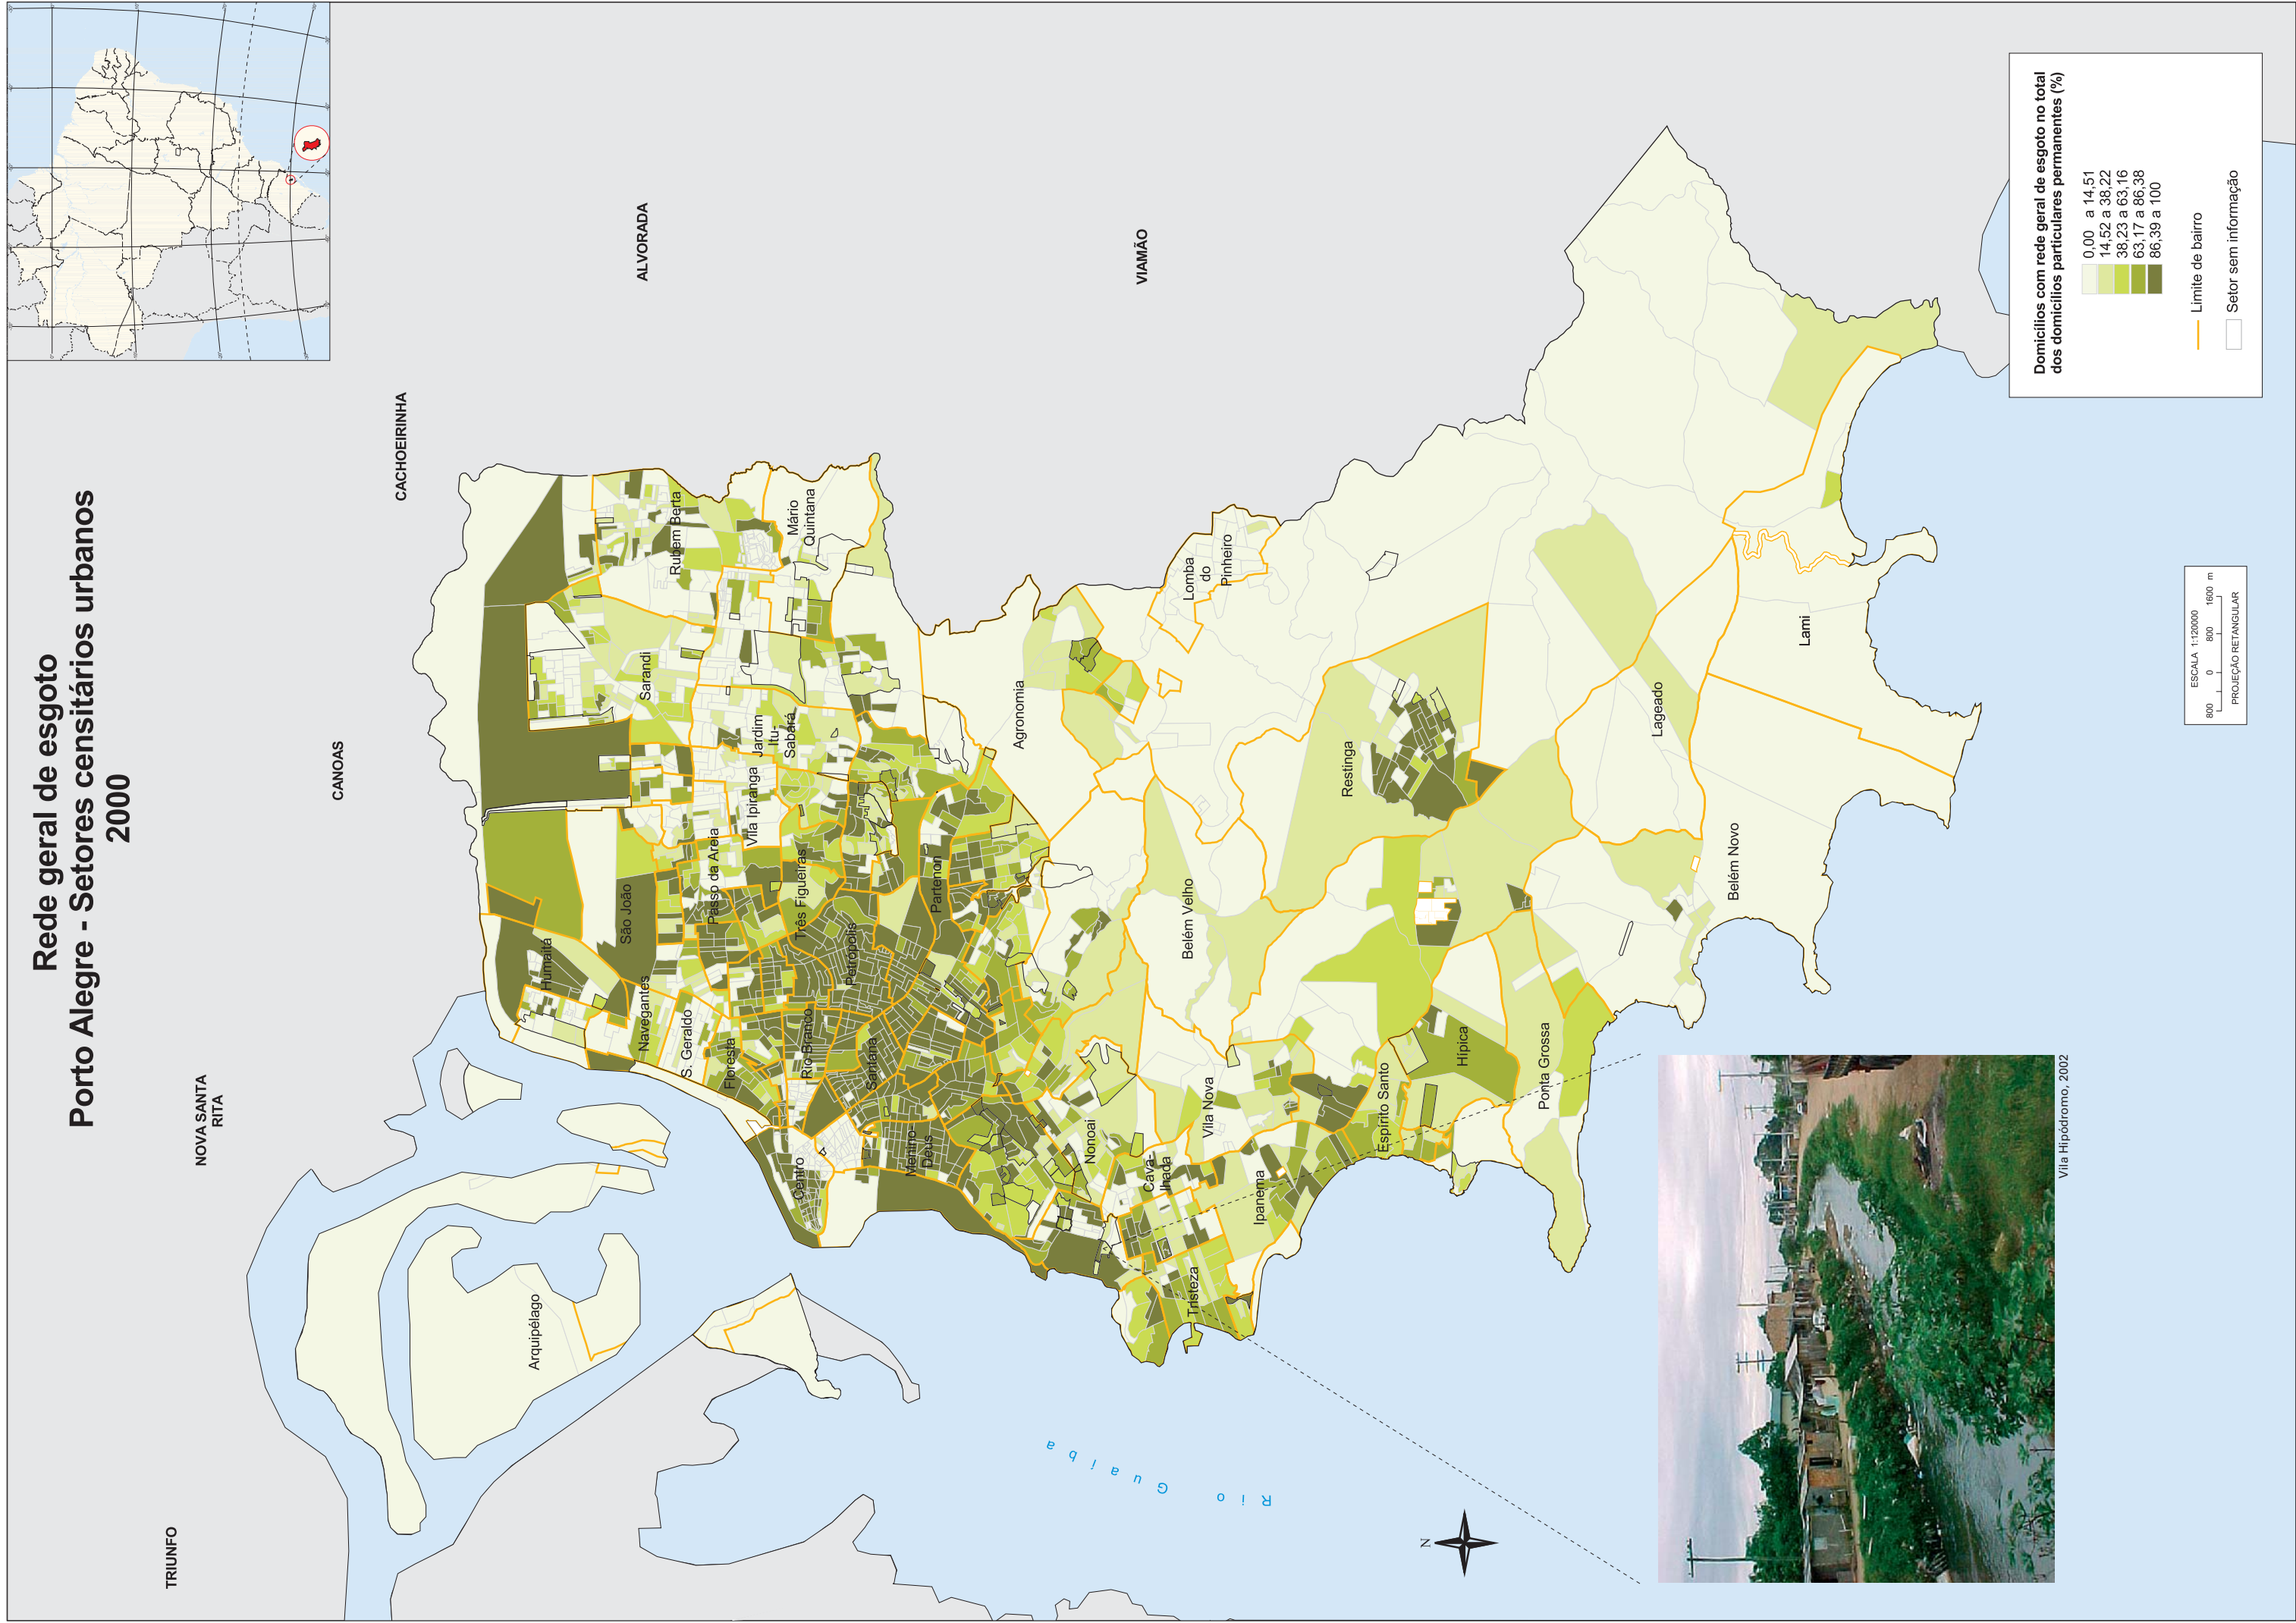 Rede geral de esgoto
Porto Alegre - Setores censitários urbanos
2000
TRIUNFO
NOVA SANTA
RITA
CANOAS
CACHOEIRINHA
ALVORADA
VIAMÃO
Arquipélago
Humaitá
Navegantes
São João
S. Geraldo
Floresta
Sarandi
Rubem Berta
Mário
Quintana
Passo da Areia
Vila Ipiranga
Jardim
Itu-
Sabará
Três Figueiras
Petrópolis
Rio Branco
Santana
Centro
Menino
Deus
Partenon
Agronomia
Lomba
do
Pinheiro
Nonoai
Cava-
lhada
Vila Nova
Belém Velho
Tristeza
Ipanema
Espírito Santo
Restinga
Hípica
Ponta Grossa
Lageado
Belém Novo
Lami
Rio Guaíba
N
Vila Hipódromo, 2002
ESCALA 1:120000
800 0 800 1600 m
PROJEÇÃO RETANGULAR
Domicílios com rede geral de esgoto no total
dos domicílios particulares permanentes (%)
0,00 a 14,51
14,52 a 38,22
38,23 a 63,16
63,17 a 86,38
86,39 a 100
Limite de bairro
Setor sem informação